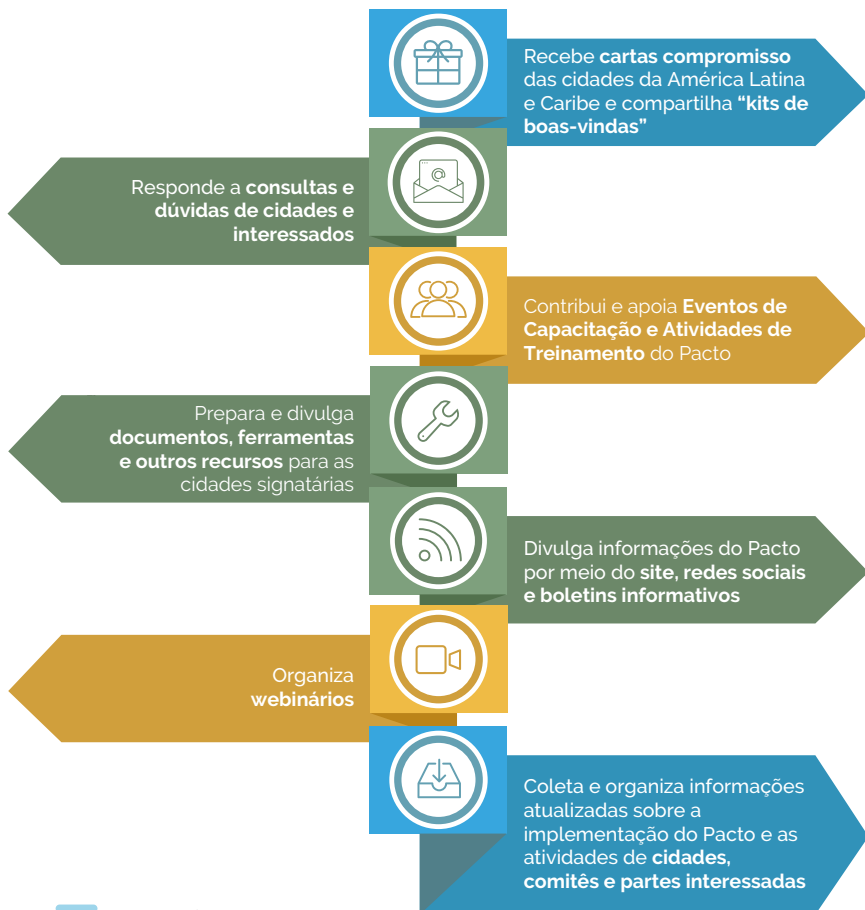 Recebe cartas compromisso
das cidades da América Latina
e Caribe e compartilha “kits de
boas-vindas”
Responde a consultas e
dúvidas de cidades e
interessados
Contribui e apoia Eventos de
Capacitação e Atividades de
Treinamento do Pacto
Prepara e divulga
documentos, ferramentas
e outros recursos para as
cidades signatárias
Divulga informações do Pacto
por meio do site, redes sociais
e boletins informativos
Organiza
webinários
Coleta e organiza informações
atualizadas sobre a
implementação do Pacto e as
atividades de cidades,
comitês e partes interessadas